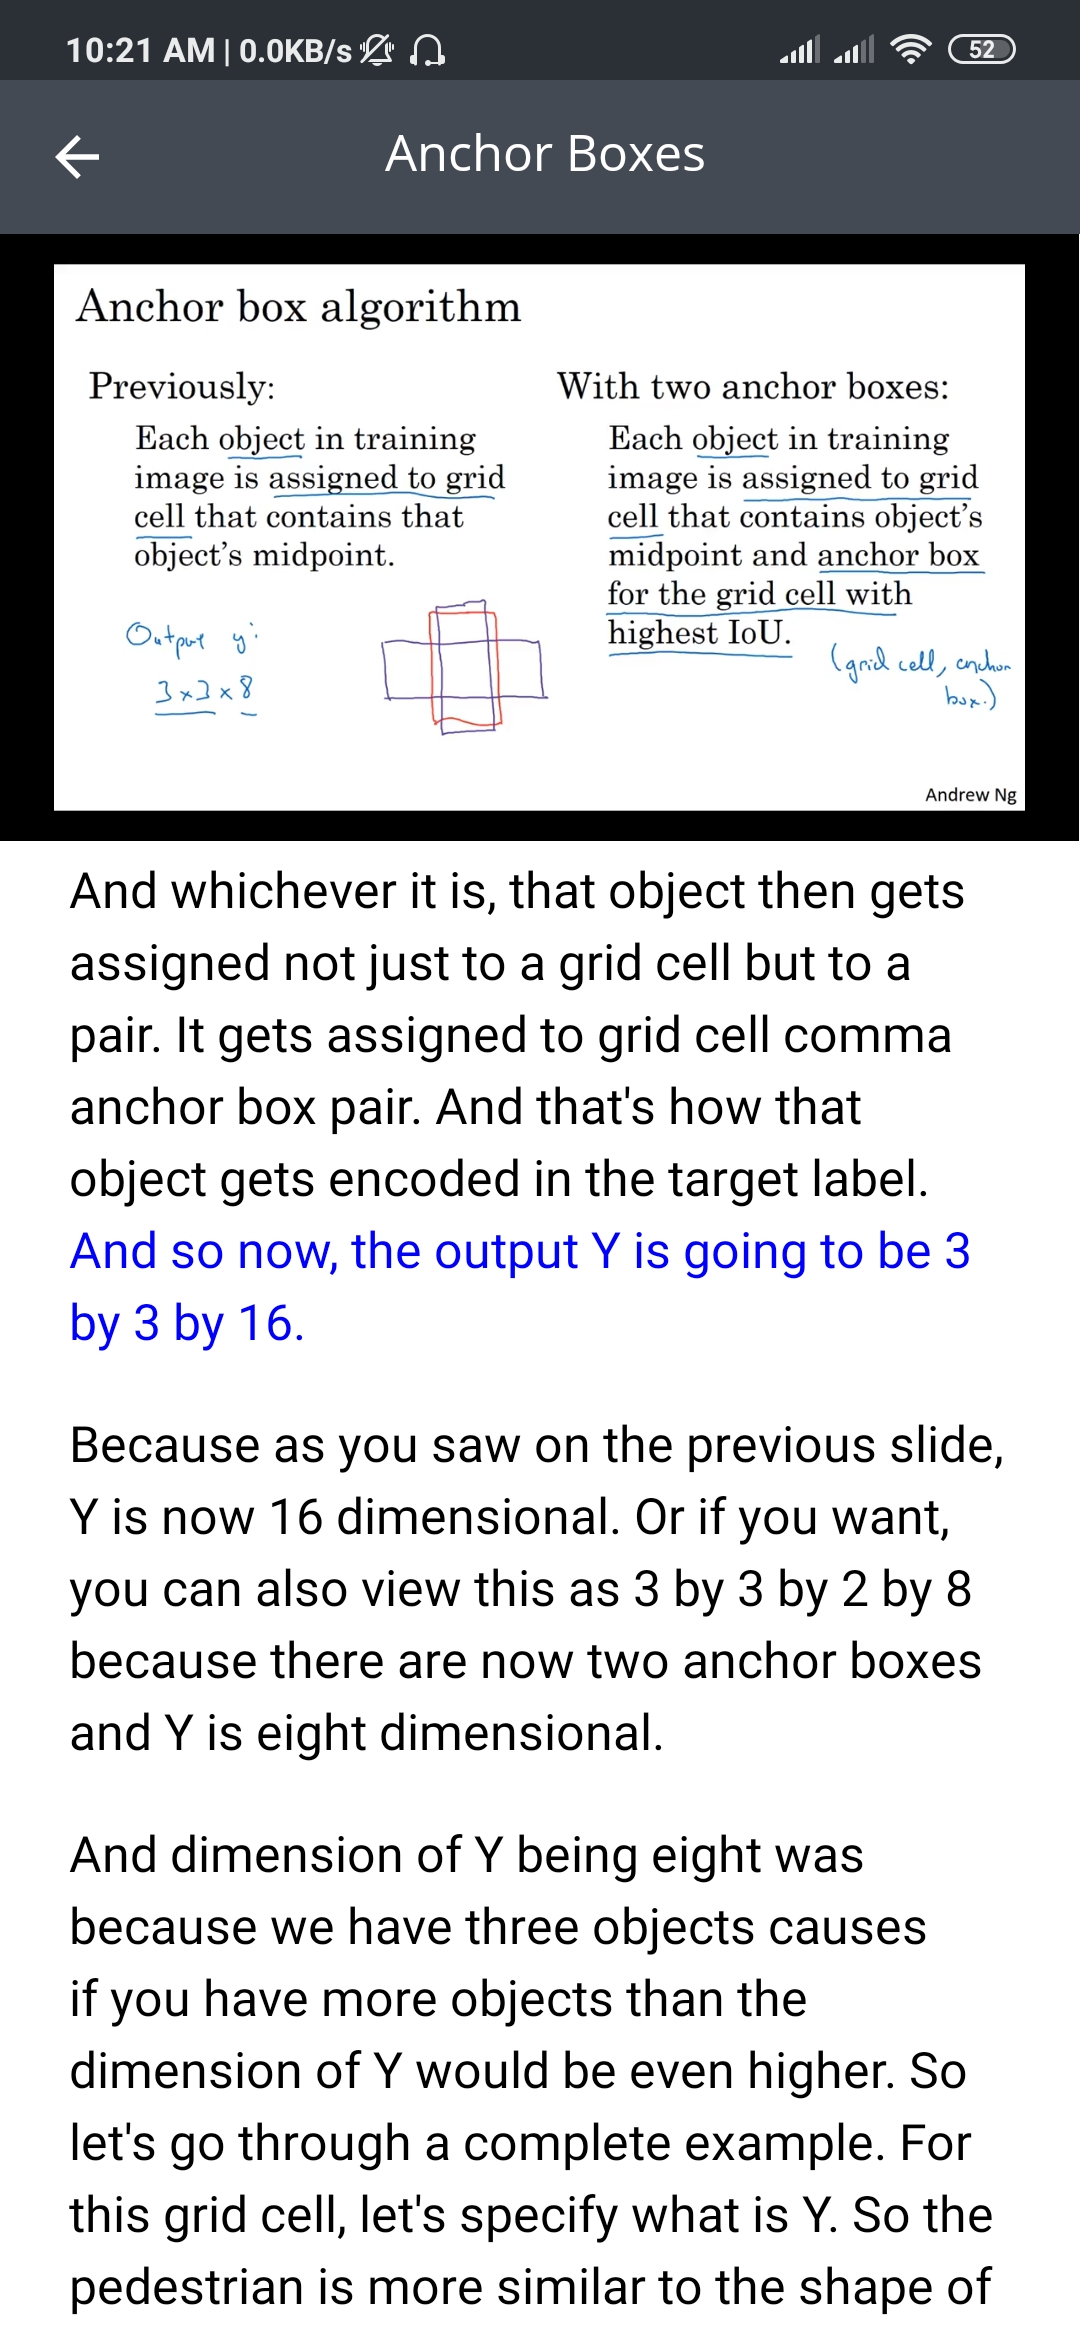 10:21 AM | 0.0KB/s
52
Anchor Boxes
Anchor box algorithm
Previously:
Each object in training
image is assigned to grid
cell that contains that
object's midpoint.
Output y:
3x3x8
With two anchor boxes:
Each object in training
image is assigned to grid
cell that contains object's
midpoint and anchor box
for the grid cell with
highest IoU.
(grid cell, anchor
box.)
Andrew Ng
And whichever it is, that object then gets
assigned not just to a grid cell but to a
pair. It gets assigned to grid cell comma
anchor box pair. And that's how that
object gets encoded in the target label.
And so now, the output Y is going to be 3
by 3 by 16.
Because as you saw on the previous slide,
Y is now 16 dimensional. Or if you want,
you can also view this as 3 by 3 by 2 by 8
because there are now two anchor boxes
and Y is eight dimensional.
And dimension of Y being eight was
because we have three objects causes
if you have more objects than the
dimension of Y would be even higher. So
let's go through a complete example. For
this grid cell, let's specify what is Y. So the
pedestrian is more similar to the shape of